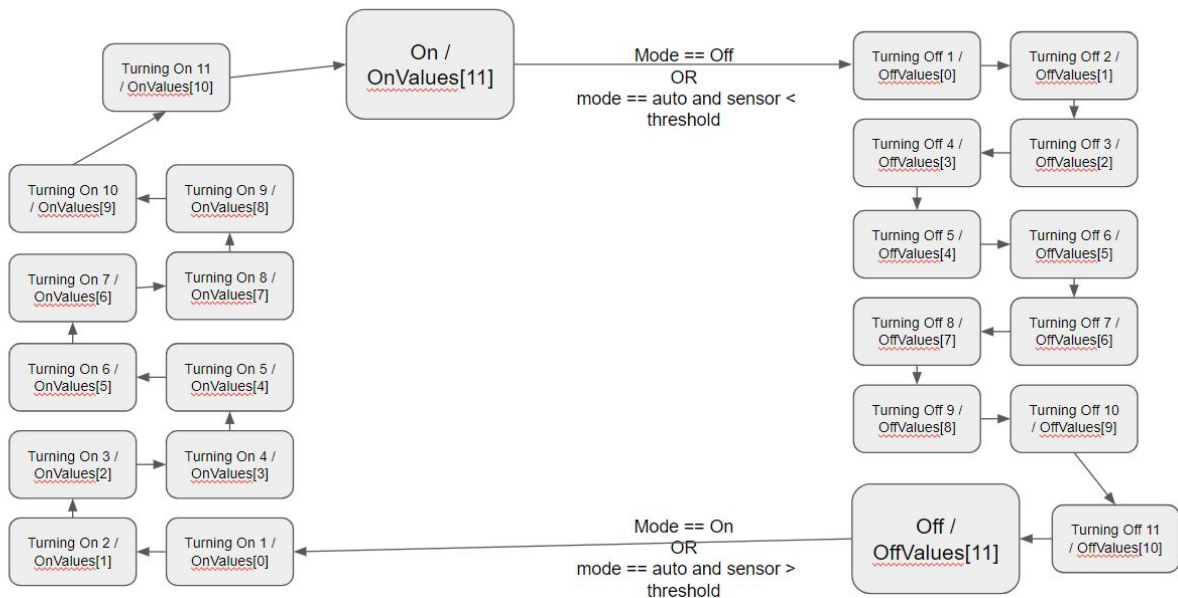 On /
OnValues[11]
Mode == Off
OR
mode == auto and sensor <
threshold
Turning Off 1 /
OffValues[0]
Turning Off 2 /
OffValues[1]
Turning Off 3 /
OffValues[2]
Turning Off 4 /
OffValues[3]
Turning Off 5 /
OffValues[4]
Turning Off 6 /
OffValues[5]
Turning Off 7 /
OffValues[6]
Turning Off 8 /
OffValues[7]
Turning Off 9 /
OffValues[8]
Turning Off 10
/ OffValues[9]
Turning Off 11
/ OffValues[10]
Off /
OffValues[11]
Mode == On
OR
mode == auto and sensor >
threshold
Turning On 1 /
OnValues[0]
Turning On 2 /
OnValues[1]
Turning On 3 /
OnValues[2]
Turning On 4 /
OnValues[3]
Turning On 5 /
OnValues[4]
Turning On 6 /
OnValues[5]
Turning On 7 /
OnValues[6]
Turning On 8 /
OnValues[7]
Turning On 9 /
OnValues[8]
Turning On 10
/ OnValues[9]
Turning On 11
/ OnValues[10]